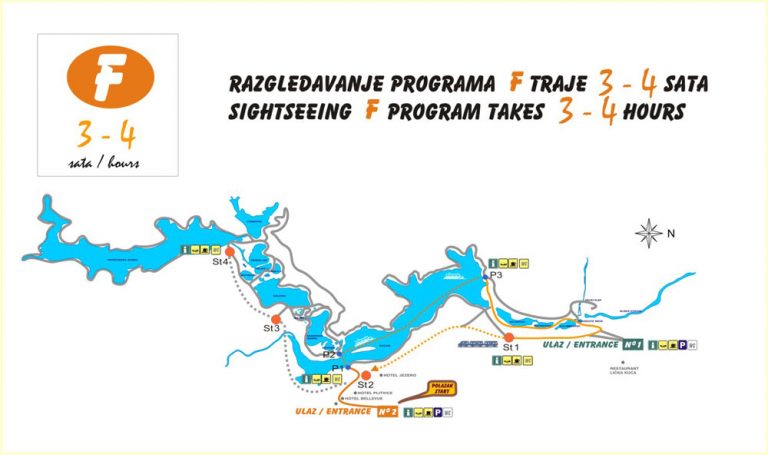 F
3 - 4
sata / hours
RAZGLEDAVANJE PROGRAMA F TRAJE 3 - 4 SATA
SIGHTSEEING F PROGRAM TAKES 3 - 4 HOURS
N
St4
P3
St3
P2
ULAZ / ENTRANCE Nº1
St1
P
WC
P1
St2
HOTEL JEZERO
RESTAURANT
LIČKA KUĆA
POLAZAK
START
HOTEL PLITVICE
HOTEL BELLEVUE
ULAZ / ENTRANCE Nº2
P
WC